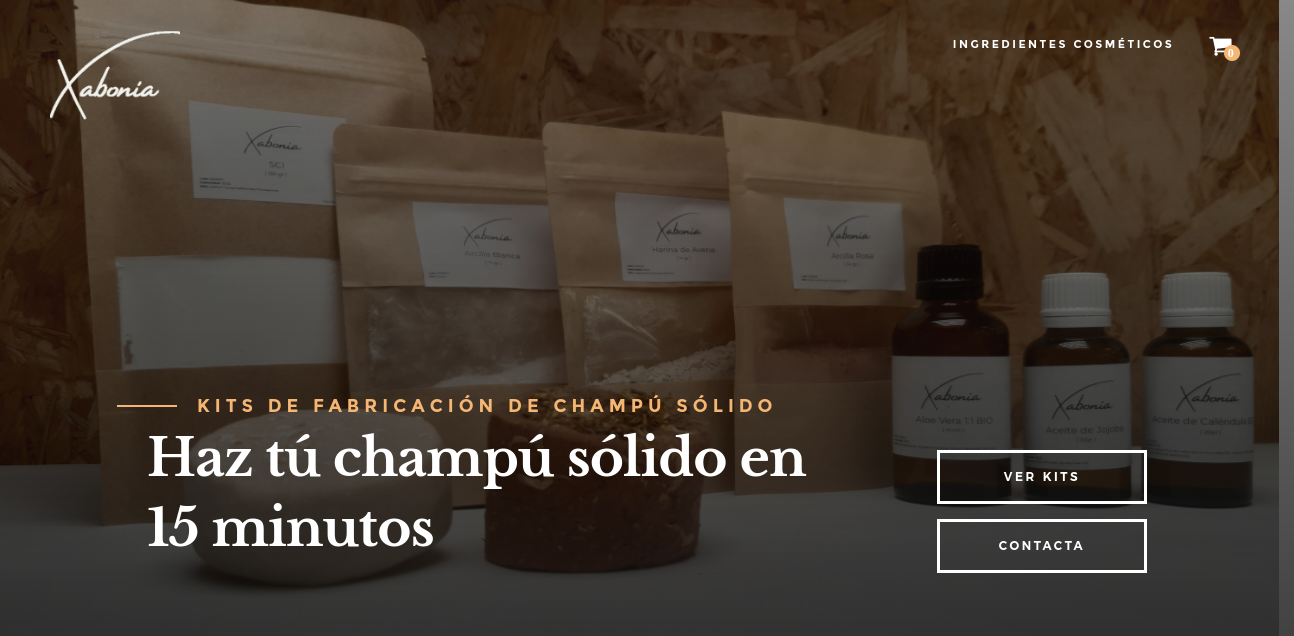 Xabonia
INGREDIENTES COSMÉTICOS
0
Xabonia
SCI
Xabonia
Arcilla Blanca
Xabonia
Harina de Avena
Xabonia
Arcilla Rosa
Xabonia
Aloe Vera 1:1 BIO
Xabonia
Aceite de Jojoba
Xabonia
Aceite de Caléndula
KITS DE FABRICACIÓN DE CHAMPÚ SÓLIDO
Haz tú champú sólido en
15 minutos
VER KITS
CONTACTA